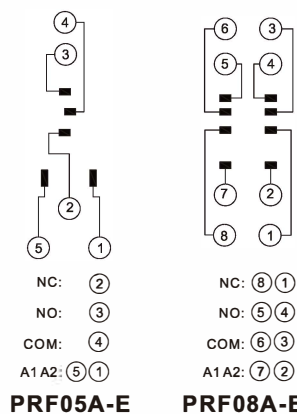 4
3
2
5 1
NC: 2
NO: 3
COM: 4
A1 A2: 5 1
PRF05A-E
6 3
5 4
7 2
8 1
NC: 8 1
NO: 5 4
COM: 6 3
A1 A2: 7 2
PRF08A-E